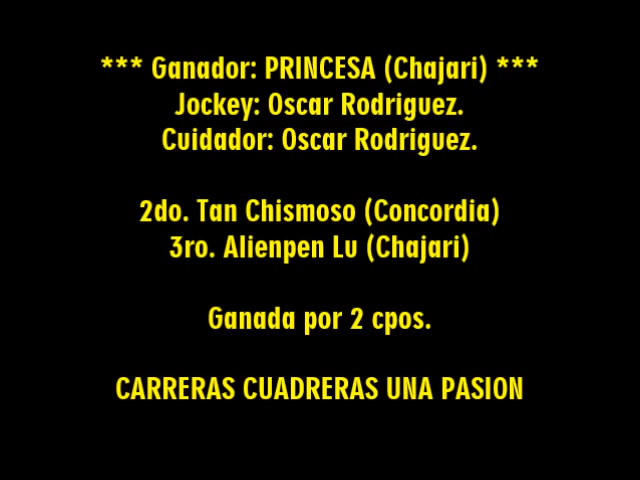 *** Ganador: PRINCESA (Chajari) ***
Jockey: Oscar Rodriguez.
Cuidador: Oscar Rodriguez.
2do. Tan Chismoso (Concordia)
3ro. Alienpen Lu (Chajari)
Ganada por 2 cpos.
CARRERAS CUADRERAS UNA PASION